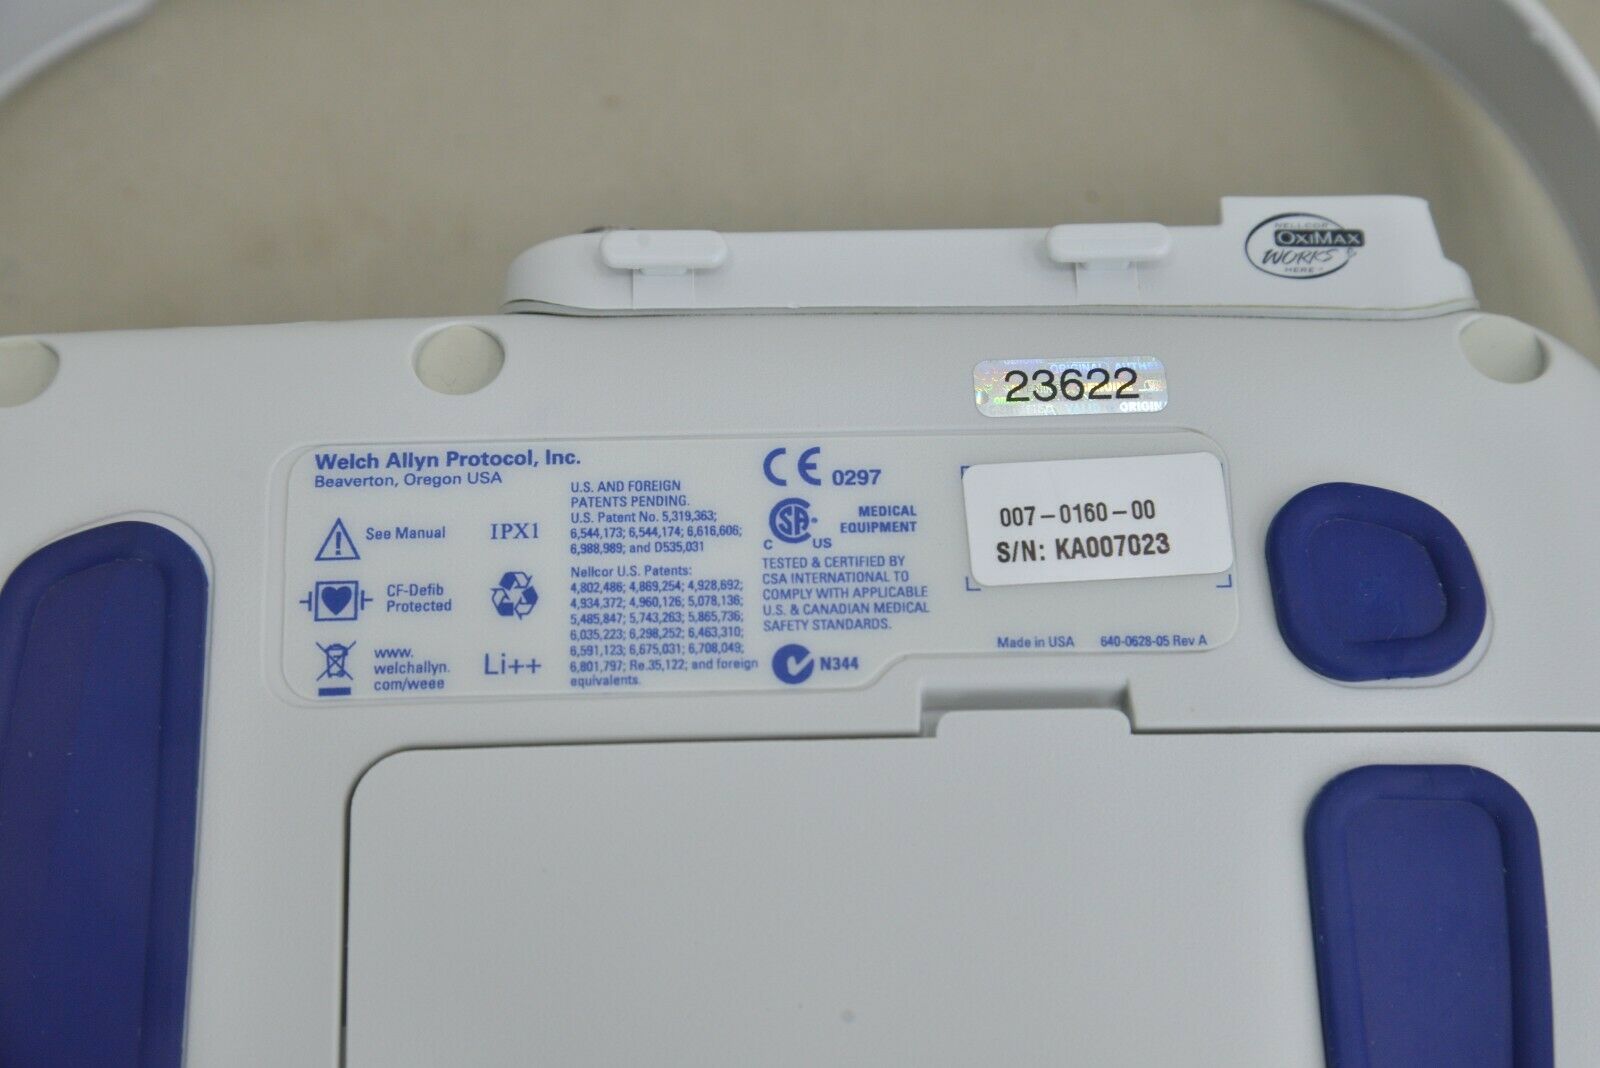 NELLCOR
OXIMAX
WORKS
HERE
23622
ORIGINAL AUTHE
ORIGIN
Welch Allyn Protocol, Inc.
Beaverton, Oregon USA
See Manual
IPX1
CF-Defib
Protected
www.
welchallyn.
com/weee
Li++
U.S. AND FOREIGN
PATENTS PENDING.
U.S. Patent No. 5,319,363;
6,544,173; 6,544,174; 6,616,606;
6,988,989; and D535,031
Nellcor U.S. Patents:
4,802,486; 4,869,254; 4,928,692;
4,934,372; 4,960,126; 5,078,136;
5,485,847; 5,743,263; 5,865,736;
6,035,223; 6,298,252; 6,463,310;
6,591,123; 6,675,031; 6,708,049;
6,801,797; Re.35,122; and foreign
equivalents.
CE 0297
SA
C US
MEDICAL
EQUIPMENT
TESTED & CERTIFIED BY
CSA INTERNATIONAL TO
COMPLY WITH APPLICABLE
U.S. & CANADIAN MEDICAL
SAFETY STANDARDS.
N344
007-0160-00
S/N: KA007023
Made in USA 640-0628-05 Rev A